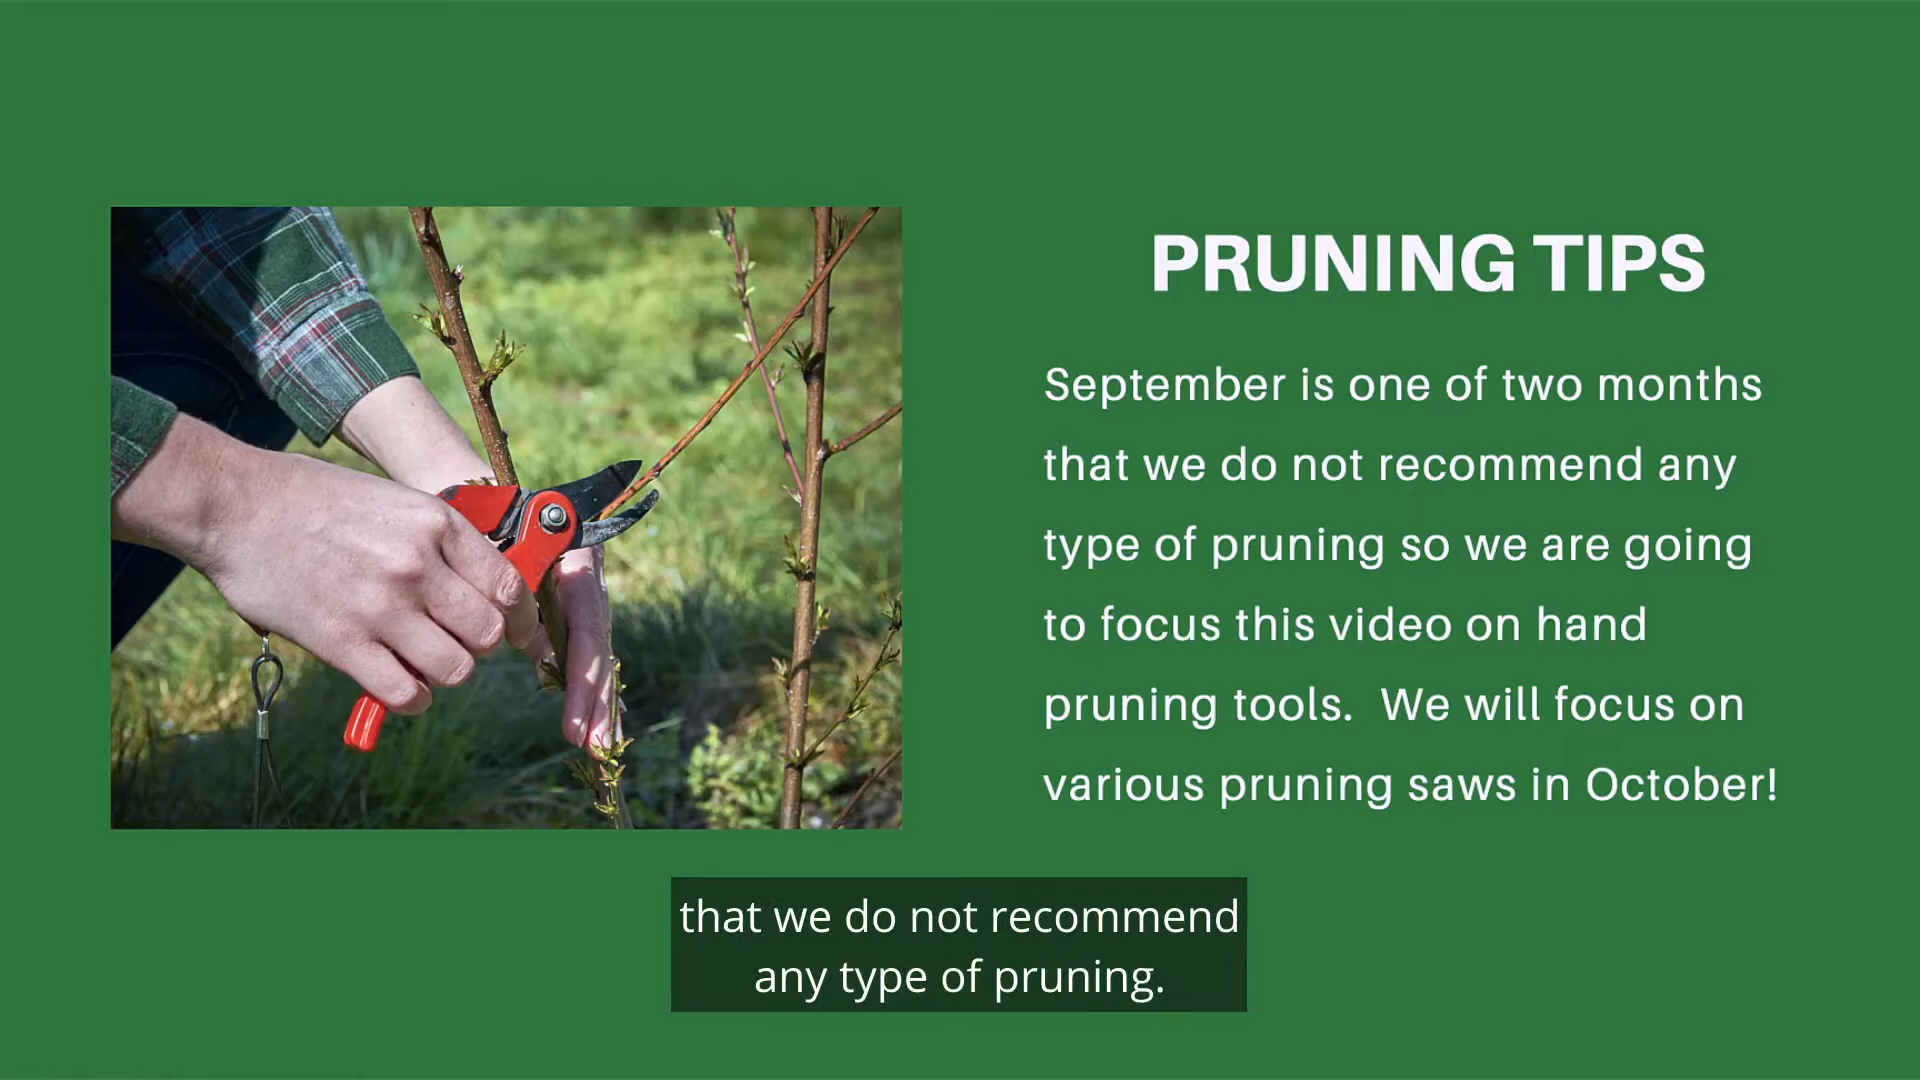 PRUNING TIPS
September is one of two months
that we do not recommend any
type of pruning so we are going
to focus this video on hand
pruning tools.  We will focus on
various pruning saws in October!
that we do not recommend
any type of pruning.